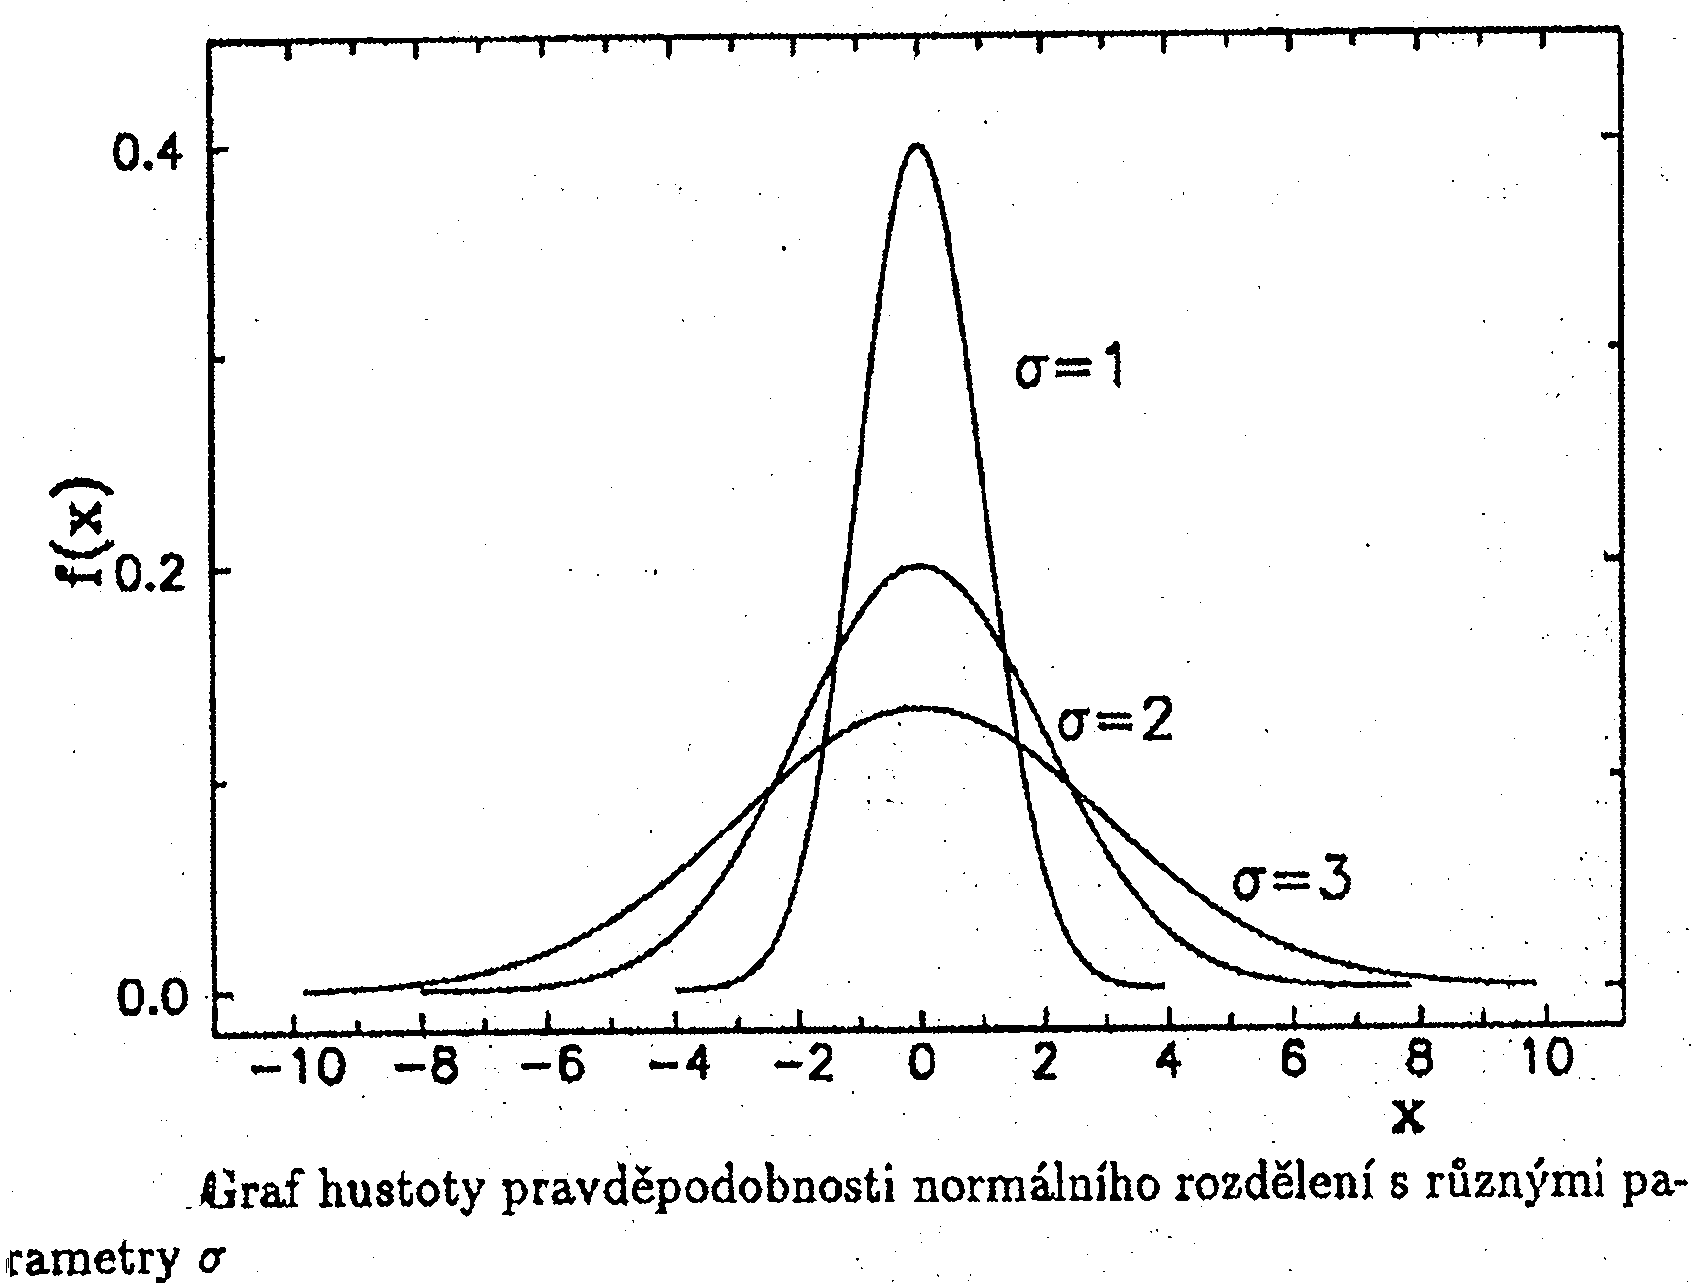 0.4
σ=1
f(x)
0.2
σ=2
σ=3
0.0
−10 −8 −6 −4 −2 0 2 4 6 8 10
x
Graf hustoty pravděpodobnosti normálního rozdělení s různými pa-
rametry σ